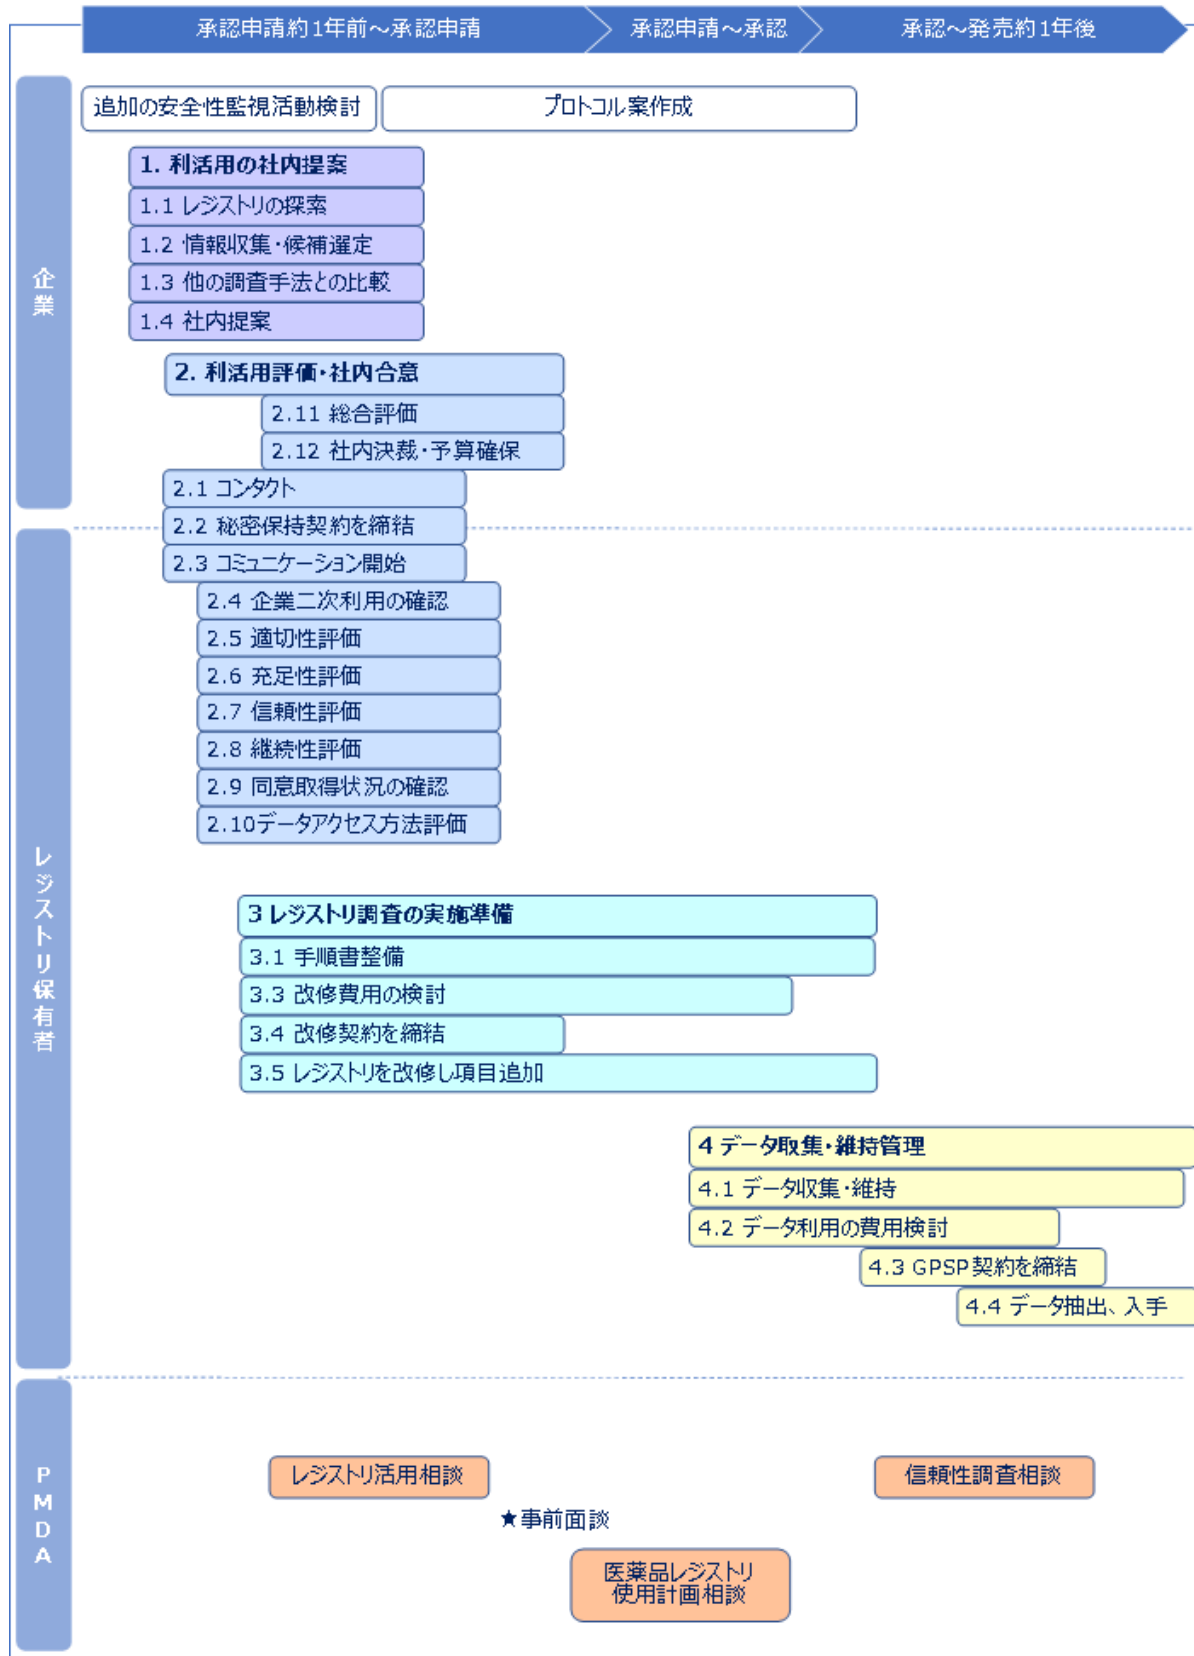 承認申請約1年前～承認申請
承認申請～承認
承認～発売約1年後
企業
追加の安全性監視活動検討
プロトコル案作成
1. 利活用の社内提案
1.1 レジストリの探索
1.2 情報収集・候補選定
1.3 他の調査手法との比較
1.4 社内提案
2. 利活用評価・社内合意
2.11 総合評価
2.12 社内決裁・予算確保
2.1 コンタクト
2.2 秘密保持契約を締結
2.3 コミュニケーション開始
レジストリ保有者
2.4 企業二次利用の確認
2.5 適切性評価
2.6 充足性評価
2.7 信頼性評価
2.8 継続性評価
2.9 同意取得状況の確認
2.10データアクセス方法評価
3 レジストリ調査の実施準備
3.1 手順書整備
3.3 改修費用の検討
3.4 改修契約を締結
3.5 レジストリを改修し項目追加
4 データ取集・維持管理
4.1 データ収集・維持
4.2 データ利用の費用検討
4.3 GPSP契約を締結
4.4 データ抽出、入手
PMDA
レジストリ活用相談
信頼性調査相談
★事前面談
医薬品レジストリ
使用計画相談